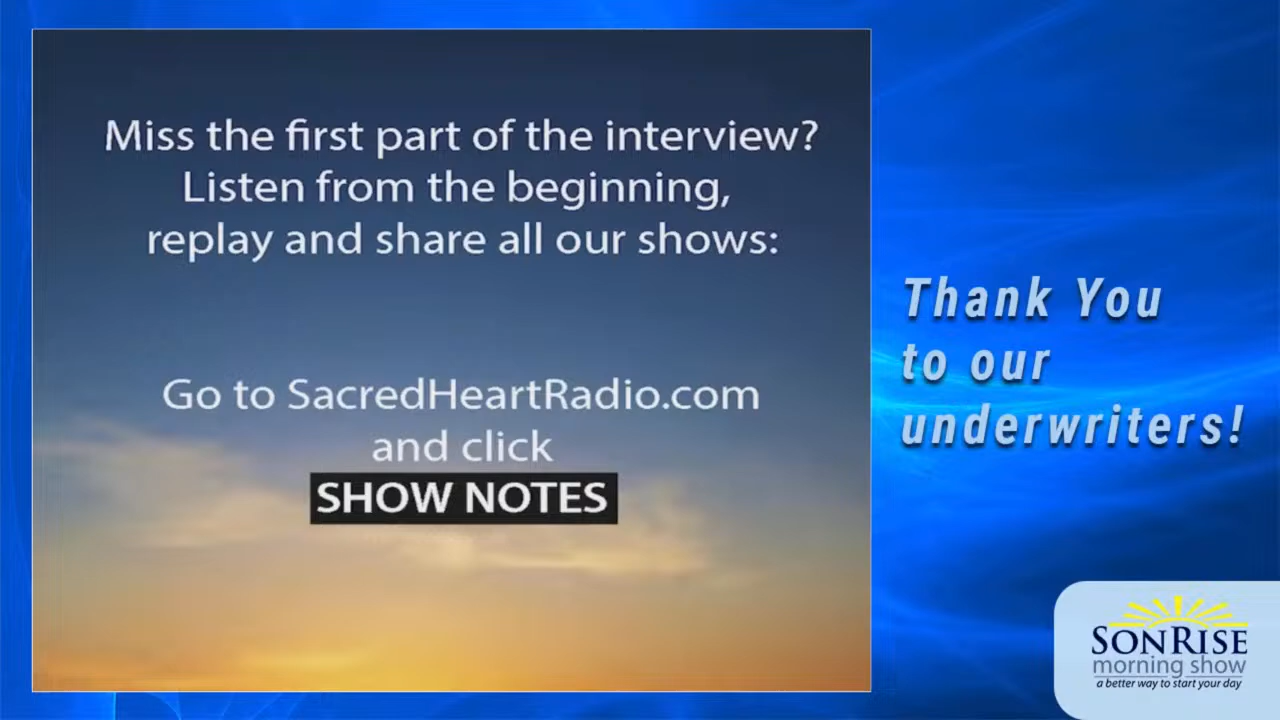 Miss the first part of the interview?
Listen from the beginning,
replay and share all our shows:
Go to SacredHeartRadio.com
and click
SHOW NOTES
Thank You
to our
underwriters!
SONRISE
morning show
a better way to start your day